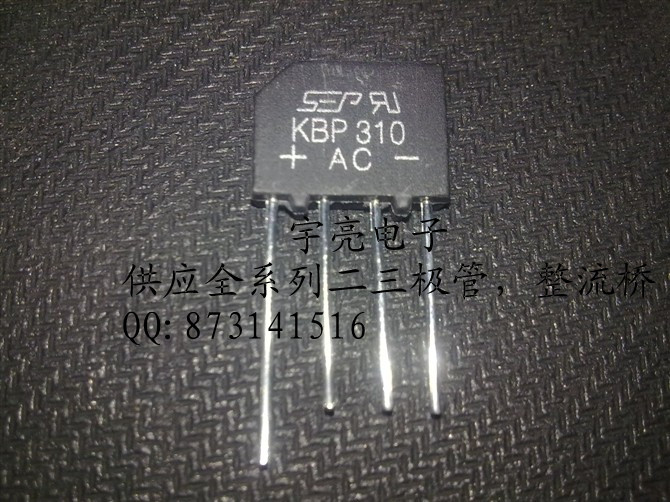 SEP RU
KBP 310
+ AC -
宇亮电子
供应全系列二三极管，整流桥
QQ: 873141516